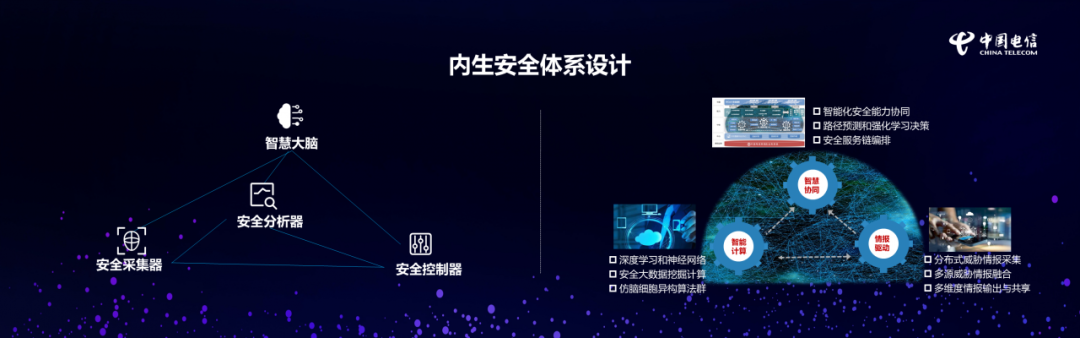 中国电信
CHINA TELECOM
内生安全体系设计
智慧大脑
安全分析器
安全采集器
安全控制器
智能化安全能力协同
路径预测和强化学习决策
安全服务链编排
智慧
协同
智能
计算
情报
驱动
深度学习和神经网络
安全大数据挖掘计算
仿脑细胞异构算法群
分布式威胁情报采集
多源威胁情报融合
多维度情报输出与共享